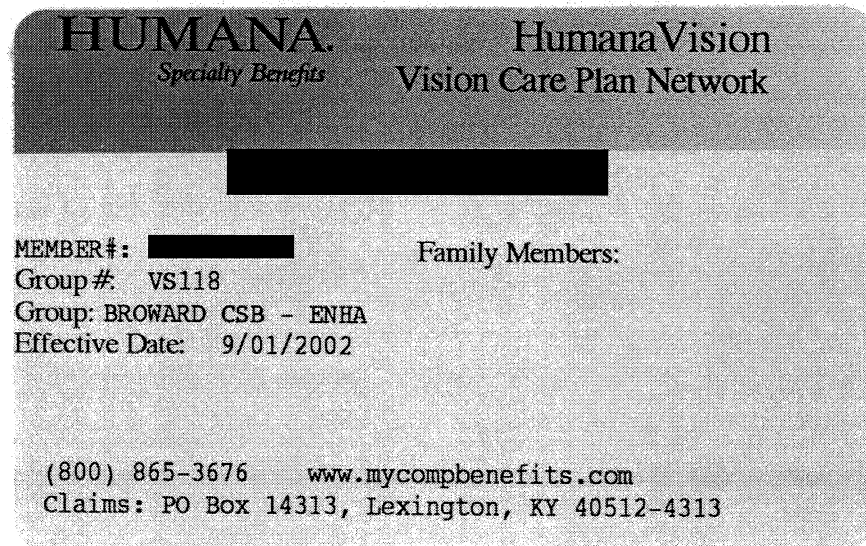 HUMANA.
Specialty Benefits
HumanaVision
Vision Care Plan Network
MEMBER#:
Family Members:
Group #: VS118
Group: BROWARD CSB - ENHA
Effective Date: 9/01/2002
(800) 865-3676 www.mycompbenefits.com
Claims: PO Box 14313, Lexington, KY 40512-4313